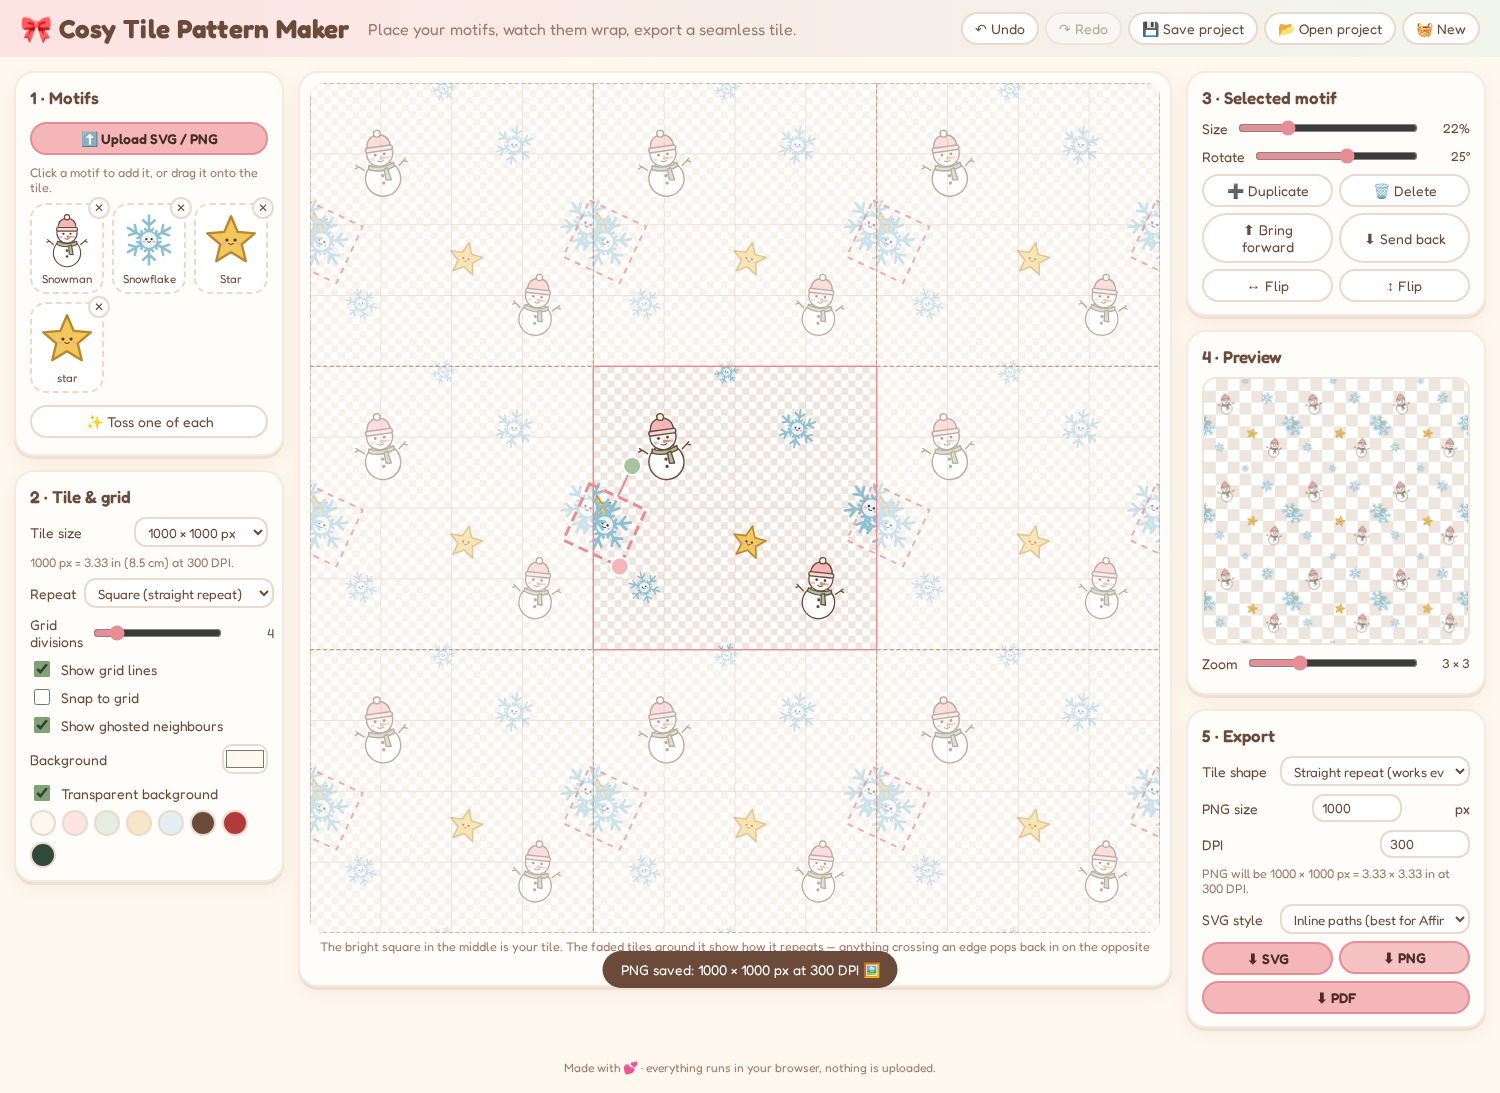 🎀 Cosy Tile Pattern Maker
Place your motifs, watch them wrap, export a seamless tile.
↶ Undo
↷ Redo
💾 Save project
📂 Open project
🧺 New
1 · Motifs
⬆️ Upload SVG / PNG
Click a motif to add it, or drag it onto the
tile.
✕
✕
✕
Snowman
Snowflake
Star
✕
star
✨ Toss one of each
2 · Tile & grid
Tile size
1000 × 1000 px
1000 px = 3.33 in (8.5 cm) at 300 DPI.
Repeat
Square (straight repeat)
Grid
divisions
4
Show grid lines
Snap to grid
Show ghosted neighbours
Background
Transparent background
The bright square in the middle is your tile. The faded tiles around it show how it repeats — anything crossing an edge pops back in on the opposite
PNG saved: 1000 × 1000 px at 300 DPI 🖼️
3 · Selected motif
Size
22%
Rotate
25°
➕ Duplicate
🗑️ Delete
⬆ Bring
forward
⬇ Send back
↔ Flip
↕ Flip
4 · Preview
Zoom
3 × 3
5 · Export
Tile shape
Straight repeat (works ev
PNG size
1000
px
DPI
300
PNG will be 1000 × 1000 px = 3.33 × 3.33 in at
300 DPI.
SVG style
Inline paths (best for Affir
⬇ SVG
⬇ PNG
⬇ PDF
Made with 💕 · everything runs in your browser, nothing is uploaded.